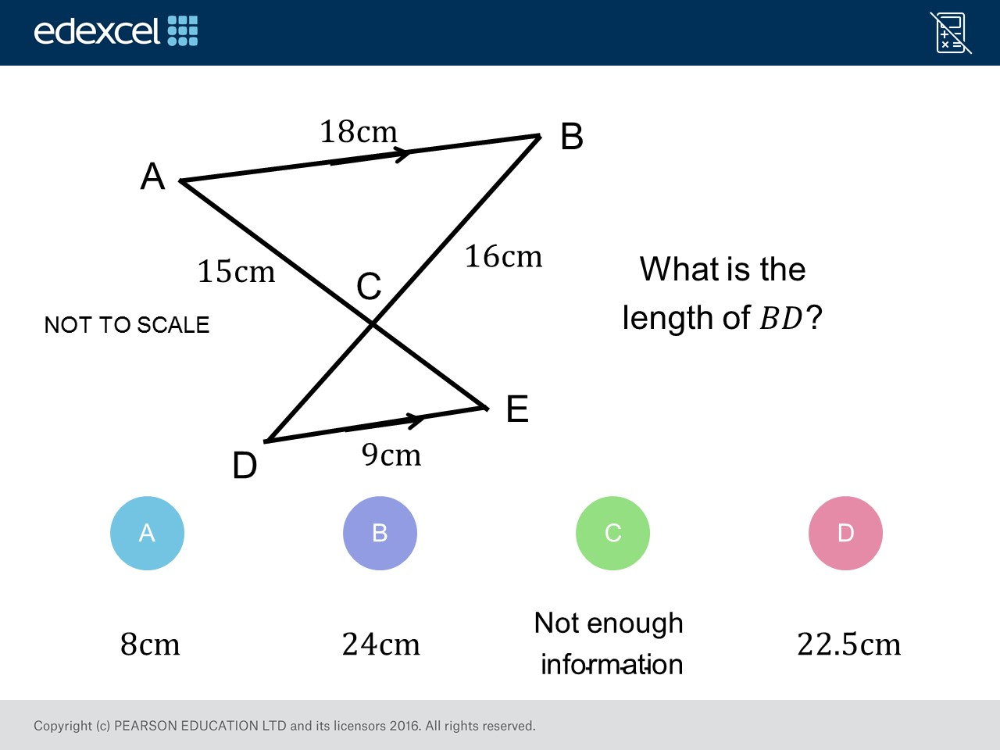 edexcel
18cm
B
A
15cm
16cm
C
What is the
length of BD?
NOT TO SCALE
E
9cm
D
A
B
C
D
8cm
24cm
Not enough
information
22.5cm
Copyright (c) PEARSON EDUCATION LTD and its licensors 2016. All rights reserved.